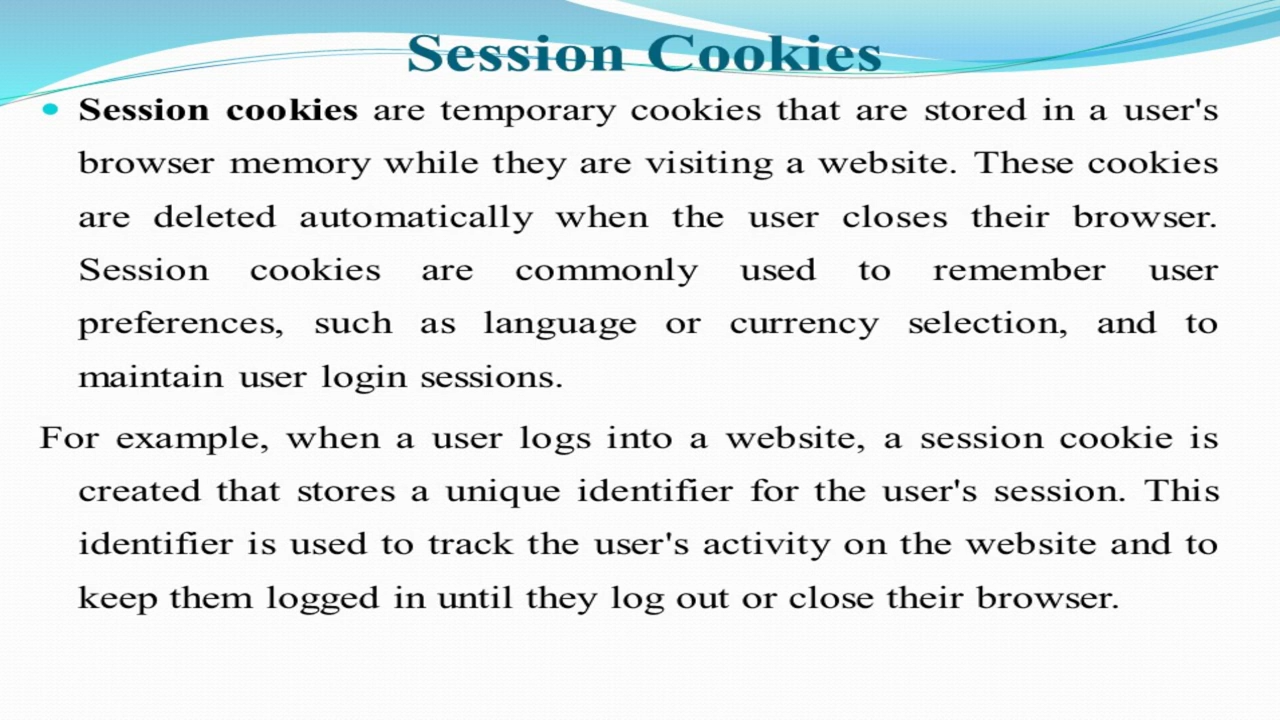 Session Cookies
• Session cookies are temporary cookies that are stored in a user's
browser memory while they are visiting a website. These cookies
are deleted automatically when the user closes their browser.
Session cookies are commonly used to remember user
preferences, such as language or currency selection, and to
maintain user login sessions.
For example, when a user logs into a website, a session cookie is
created that stores a unique identifier for the user's session. This
identifier is used to track the user's activity on the website and to
keep them logged in until they log out or close their browser.